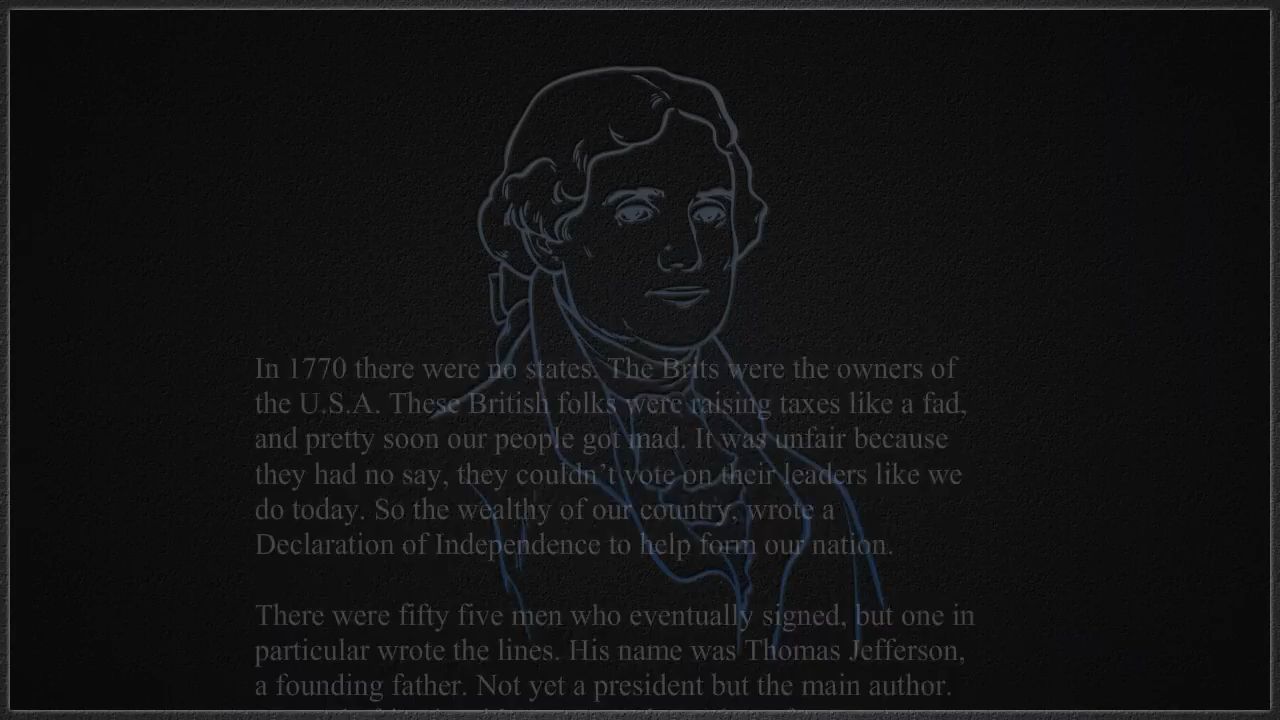 In 1770 there were no states. The Brits were the owners of
the U.S.A. These British folks were raising taxes like a fad,
and pretty soon our people got mad. It was unfair because
they had no say, they couldn’t vote on their leaders like we
do today. So the wealthy of our country, wrote a
Declaration of Independence to help form our nation.
There were fifty five men who eventually signed, but one in
particular wrote the lines. His name was Thomas Jefferson,
a founding father. Not yet a president but the main author.